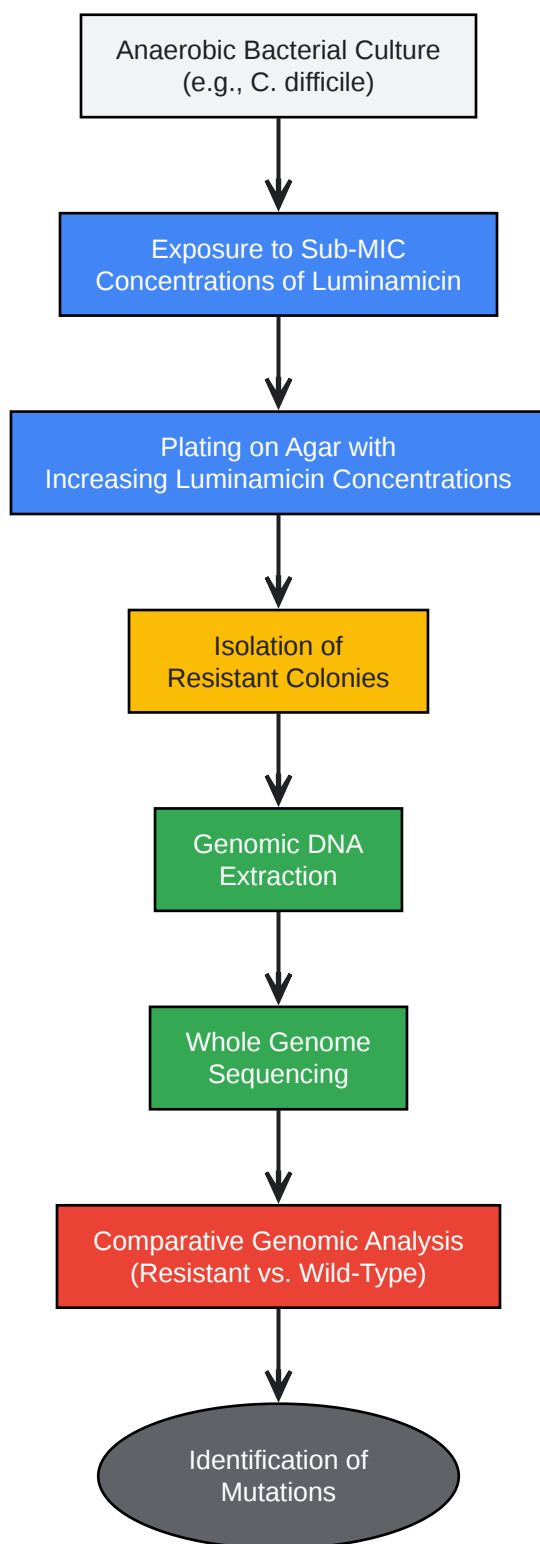 Anaerobic Bacterial Culture
(e.g., C. difficile)
Exposure to Sub-MIC
Concentrations of Luminamicin
Plating on Agar with
Increasing Luminamicin Concentrations
Isolation of
Resistant Colonies
Genomic DNA
Extraction
Whole Genome
Sequencing
Comparative Genomic Analysis
(Resistant vs. Wild-Type)
Identification of
Mutations